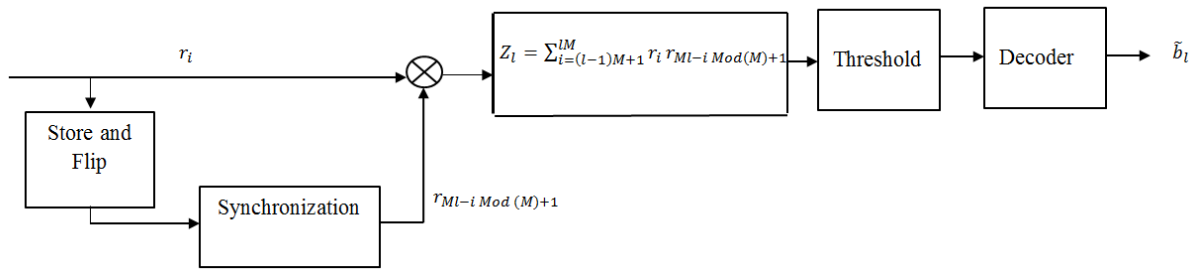 r_i
Z_l = ∑_{i=(l−1)M+1}^{lM} r_i r_{Ml−i Mod(M)+1}
Threshold
Decoder
b̃_l
Store and
Flip
Synchronization
r_{Ml−i Mod (M)+1}